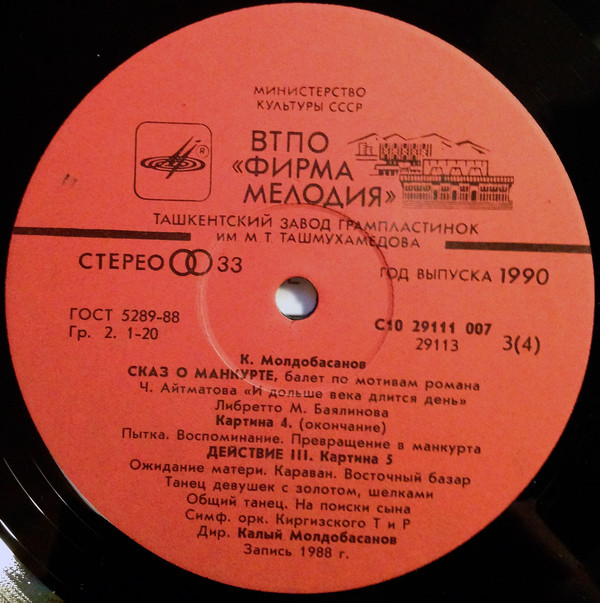 МИНИСТЕРСТВО
КУЛЬТУРЫ СССР
ВТПО
«ФИРМА
МЕЛОДИЯ»
®
ТАШКЕНТСКИЙ ЗАВОД ГРАМПЛАСТИНОК
ИМ М Т ТАШМУХАМЕДОВА
СТЕРЕО 33
ГОД ВЫПУСКА 1990
ГОСТ 5289-88
Гр. 2. 1-20
С10 29111 007
29113 3(4)
К. Молдобасанов
СКАЗ О МАНКУРТЕ, балет по мотивам романа
Ч. Айтматова «И дольше века длится день»
Либретто М. Баялинова
Картина 4. (окончание)
Пытка. Воспоминание. Превращение в манкурта
ДЕЙСТВИЕ III. Картина 5
Ожидание матери. Караван. Восточный базар
Танец девушек с золотом, шелками
Общий танец. На поиски сына
Симф. орк. Киргизского Т и Р
Дир. Калый Молдобасанов
Запись 1988 г.